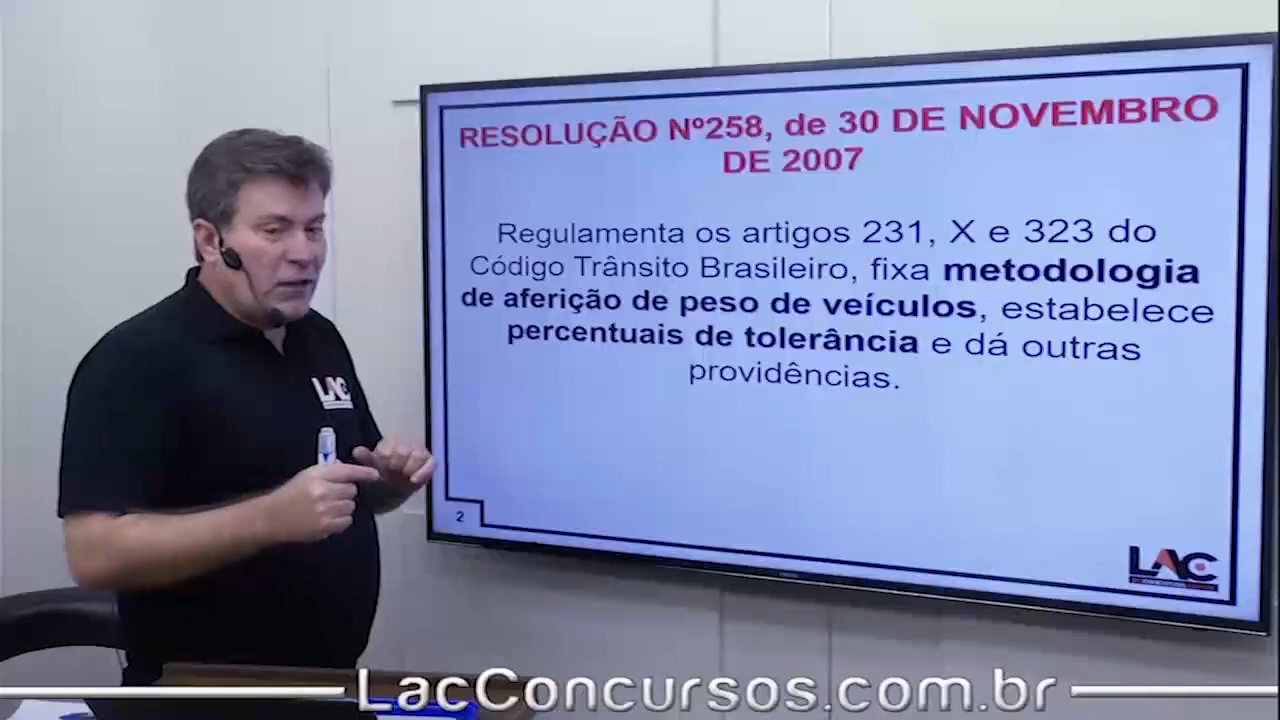 RESOLUÇÃO Nº258, de 30 DE NOVEMBRO
DE 2007
Regulamenta os artigos 231, X e 323 do
Código Trânsito Brasileiro, fixa metodologia
de aferição de peso de veículos, estabelece
percentuais de tolerância e dá outras
providências.
LAC
2
LAC
LacConcursos.com.br